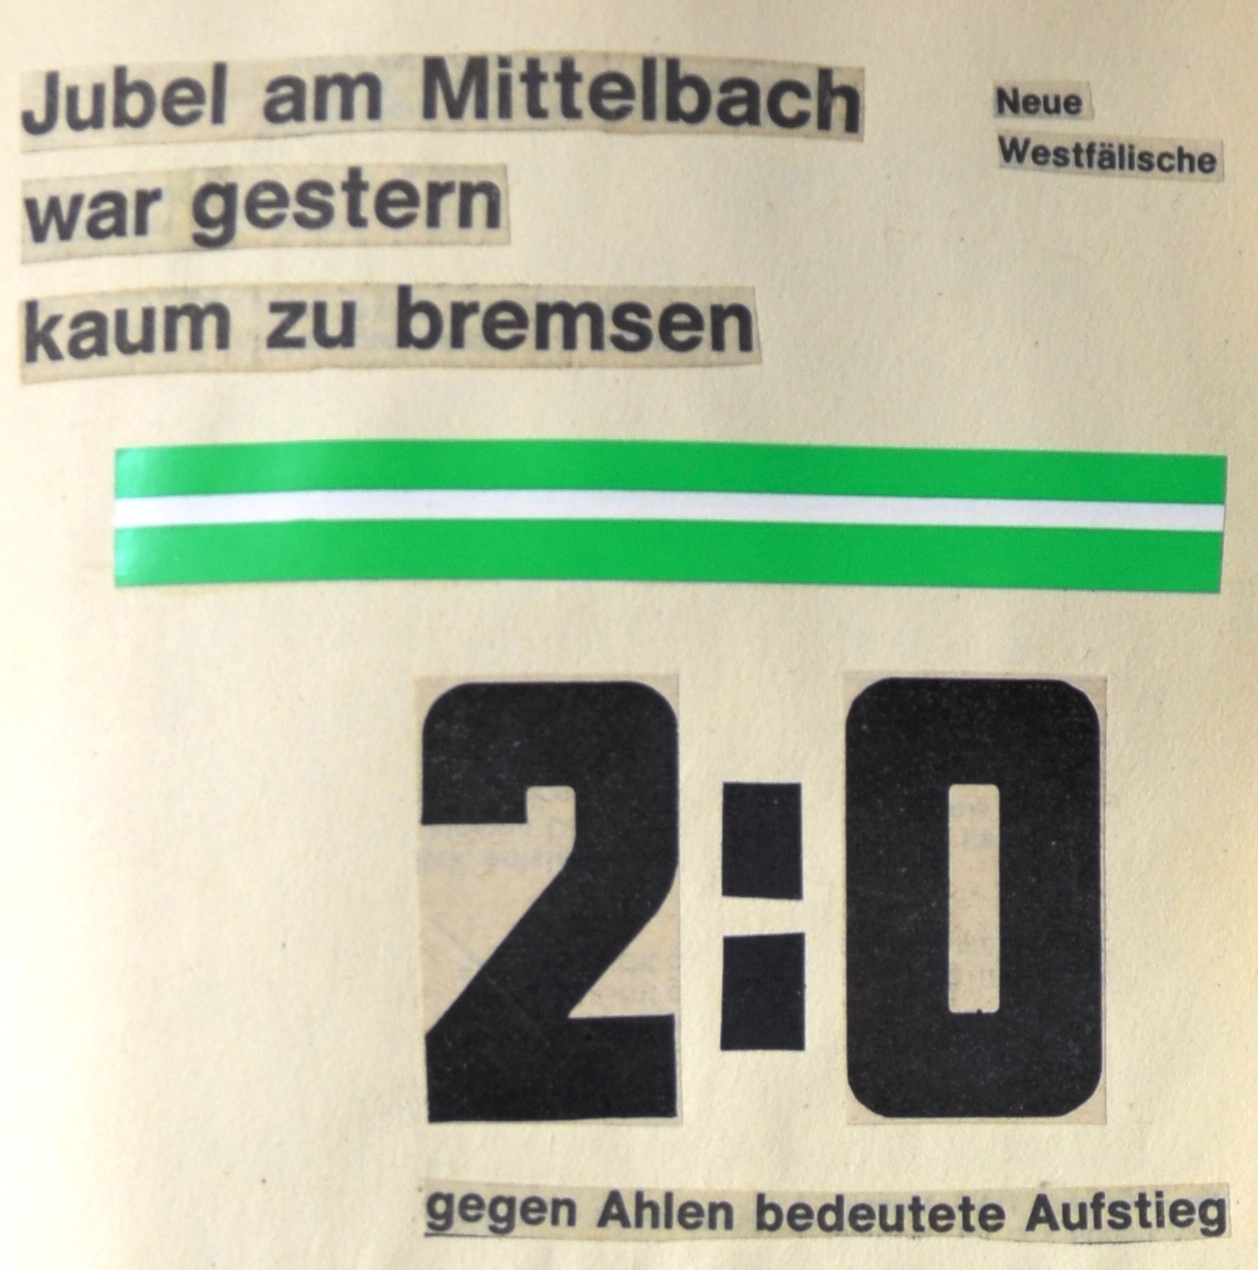 Jubel am Mittelbach
war gestern
kaum zu bremsen
Neue
Westfälische
2:0
gegen Ahlen bedeutete Aufstieg